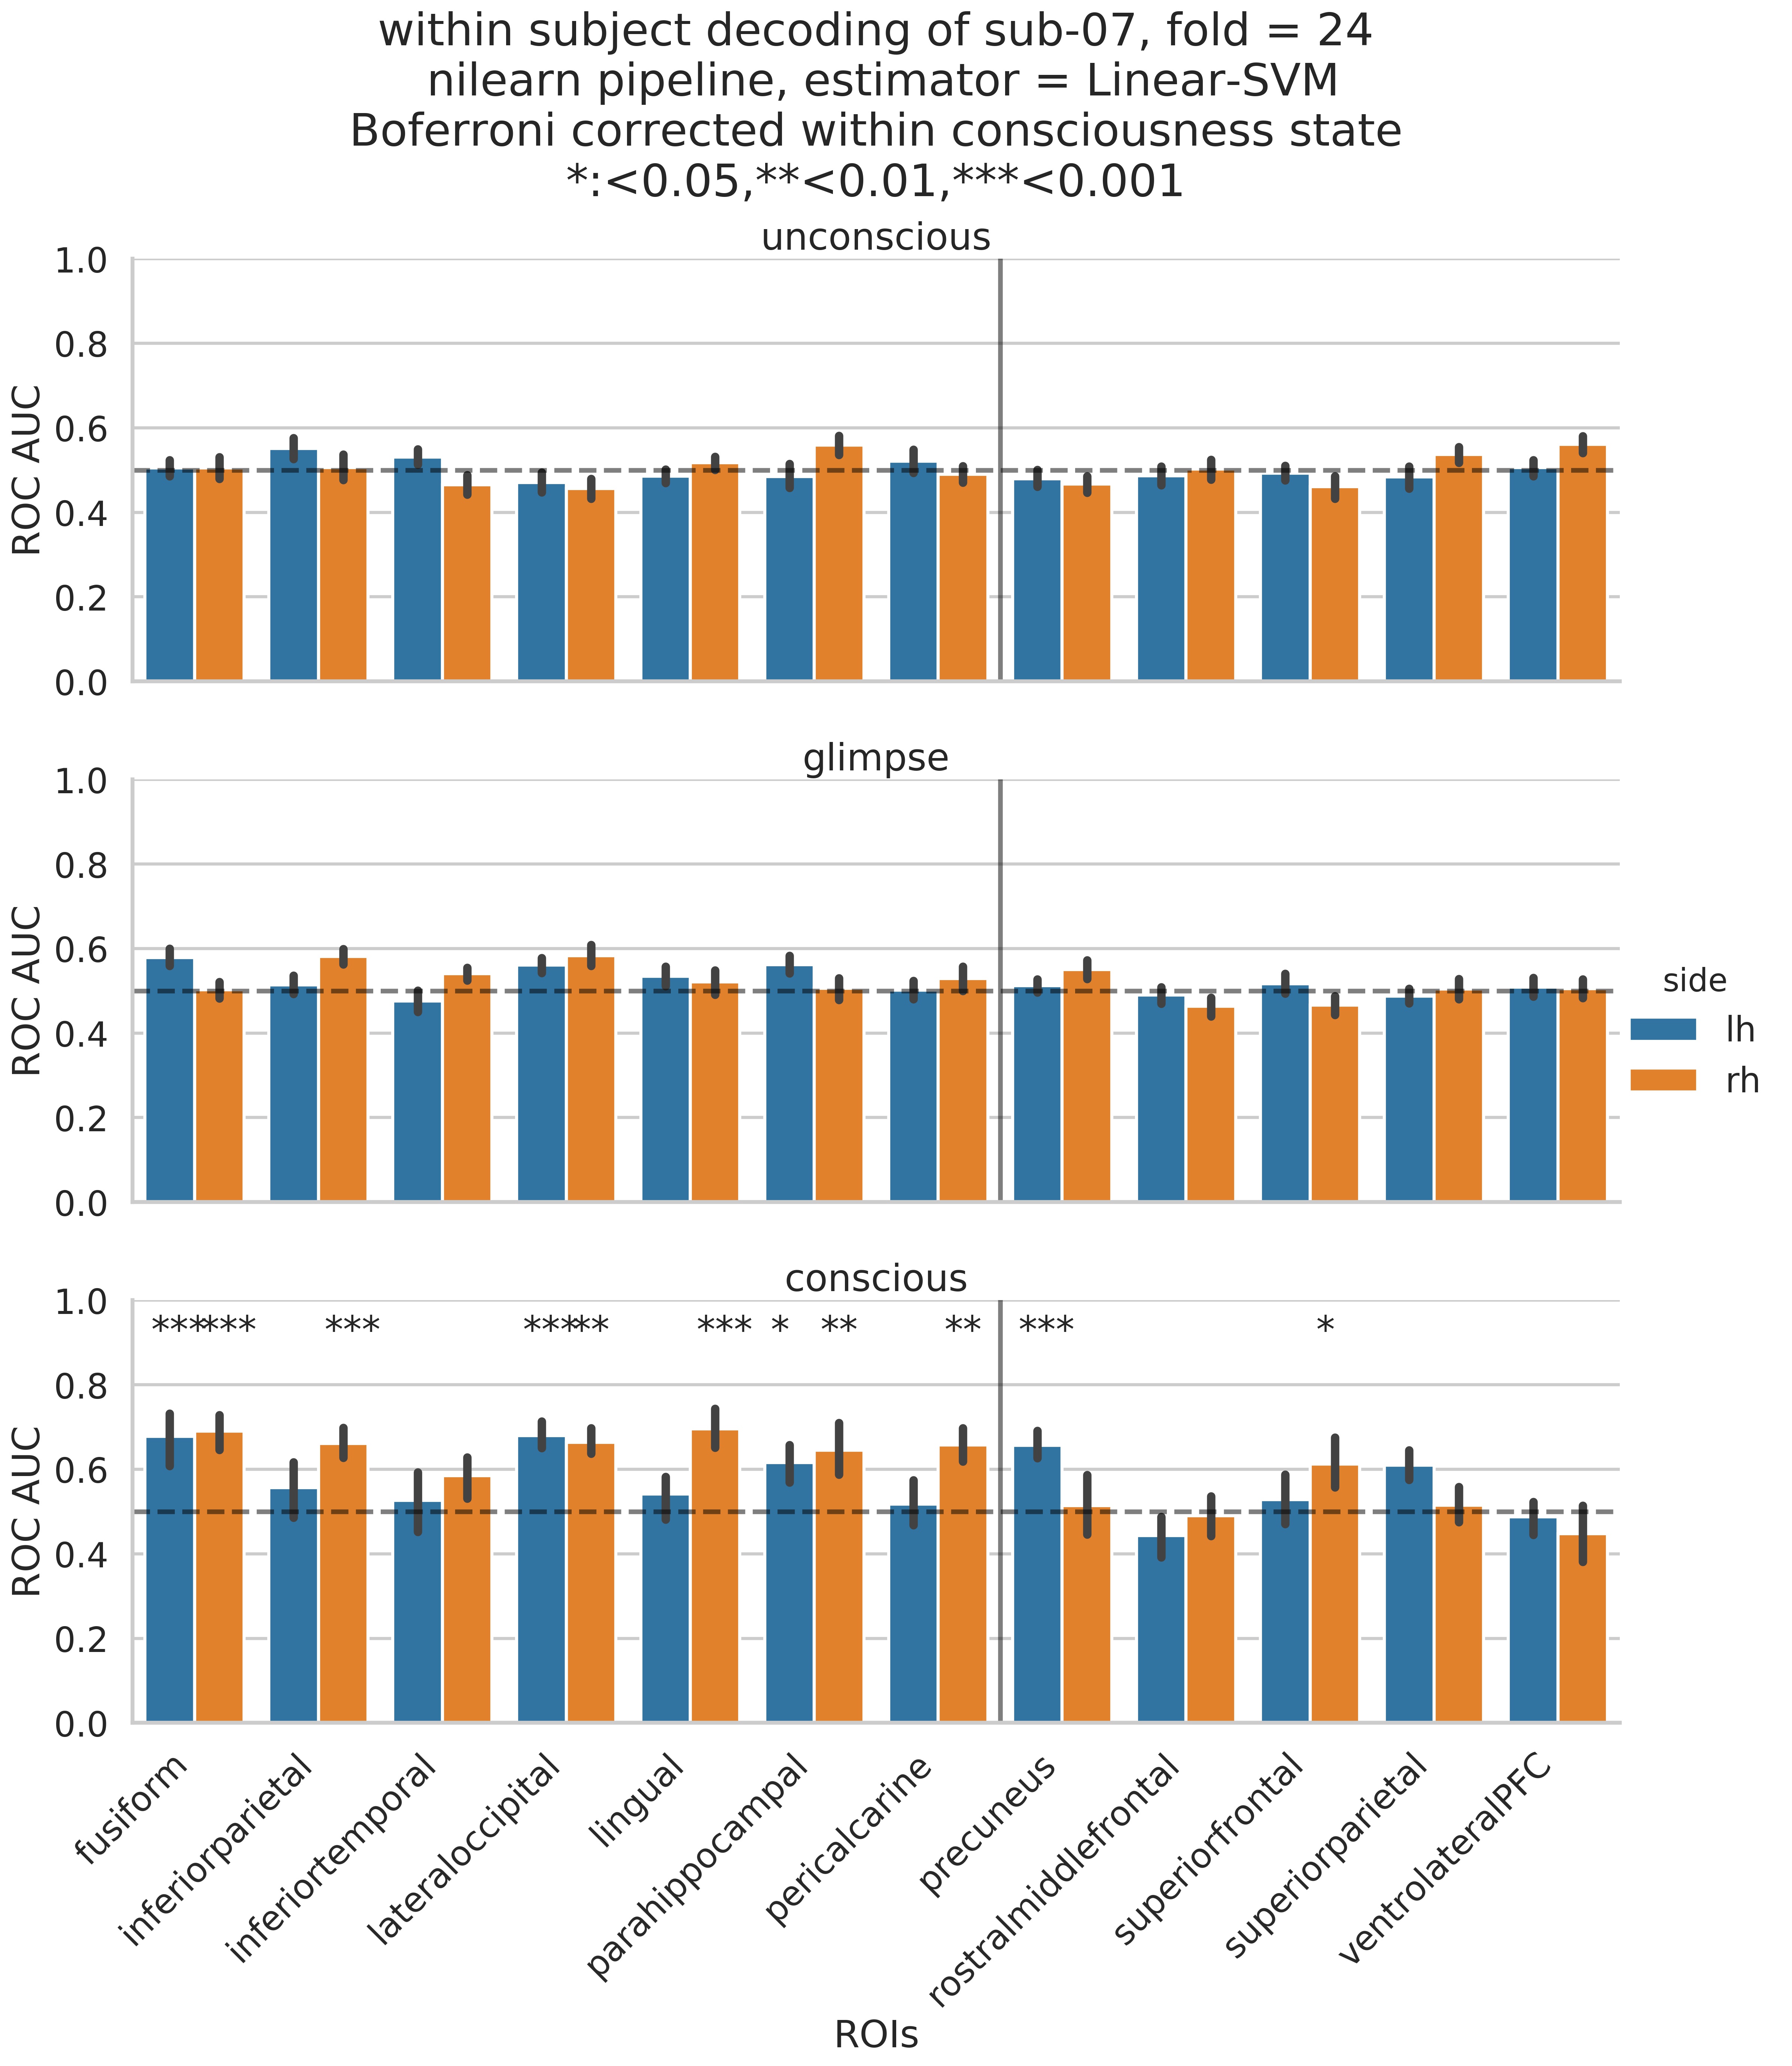 within subject decoding of sub-07, fold = 24
nilearn pipeline, estimator = Linear-SVM
Boferroni corrected within consciousness state
*:<0.05,**<0.01,***<0.001
unconscious
1.0
0.8
0.6
0.4
0.2
0.0
ROC AUC
glimpse
1.0
0.8
0.6
0.4
0.2
0.0
ROC AUC
side
lh
rh
conscious
1.0
*** *** *** *** ** *** * ** ** *** *
0.8
0.6
0.4
0.2
0.0
ROC AUC
fusiform
inferiorparietal
inferiortemporal
lateraloccipital
lingual
parahippocampal
pericalcarine
precuneus
rostralmiddlefrontal
superiorfrontal
superiorparietal
ventrolateralPFC
ROIs